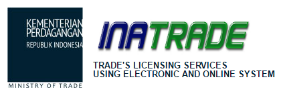 KEMENTERIAN
PERDAGANGAN
REPUBLIK INDONESIA
MINISTRY OF TRADE
INATRADE
TRADE'S LICENSING SERVICES
USING ELECTRONIC AND ONLINE SYSTEM